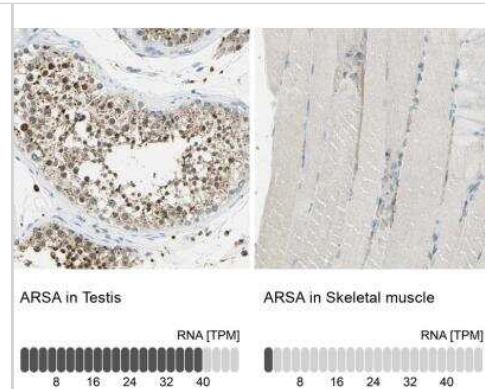 ARSA in Testis
RNA [TPM]
8 16 24 32 40
ARSA in Skeletal muscle
RNA [TPM]
8 16 24 32 40